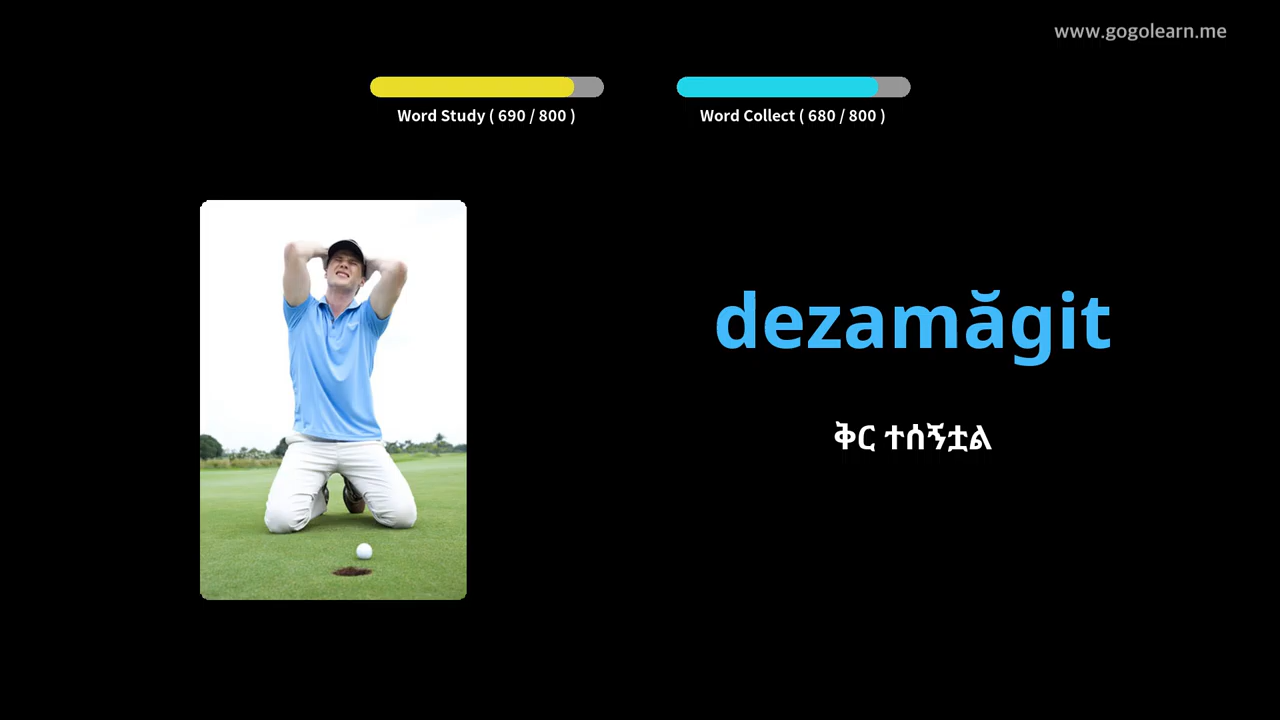 www.gogolearn.me
Word Study ( 690 / 800 )
Word Collect ( 680 / 800 )
dezamăgit
ቅር ተሰኝቷል